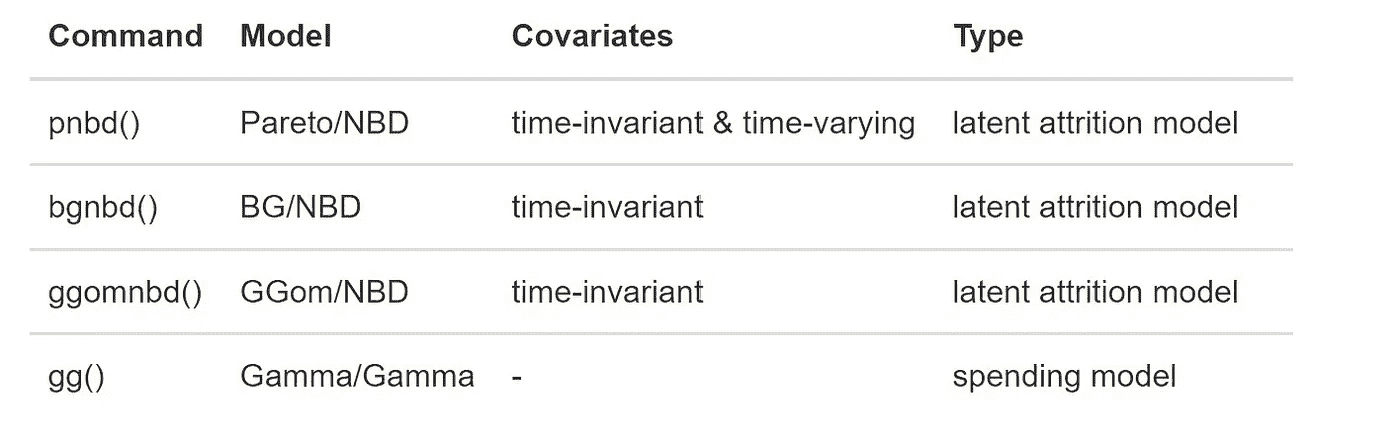 Command Model Covariates Type
pnbd() Pareto/NBD time-invariant & time-varying latent attrition model
bgnbd() BG/NBD time-invariant latent attrition model
ggomnbd() GGom/NBD time-invariant latent attrition model
gg() Gamma/Gamma - spending model